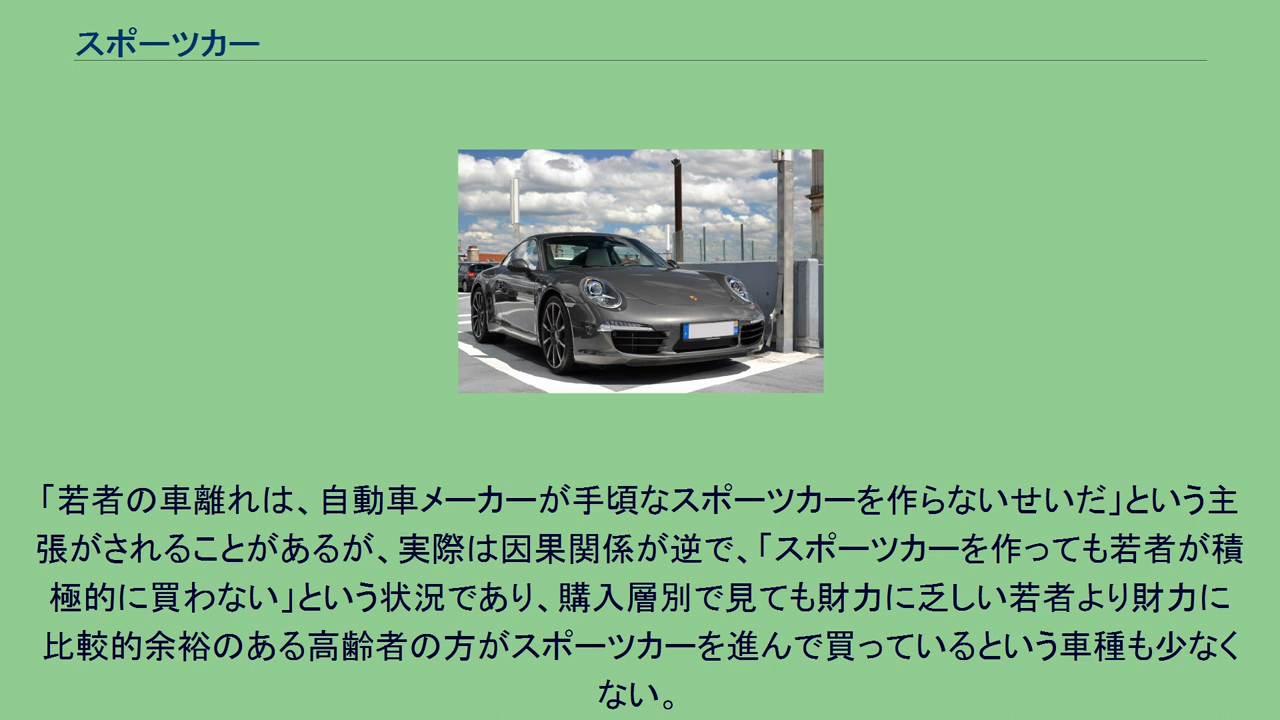 スポーツカー
「若者の車離れは、自動車メーカーが手頃なスポーツカーを作らないせいだ」という主
張がされることがあるが、実際は因果関係が逆で、「スポーツカーを作っても若者が積
極的に買わない」という状況であり、購入層別で見ても財力に乏しい若者より財力に
比較的余裕のある高齢者の方がスポーツカーを進んで買っているという車種も少なく
ない。